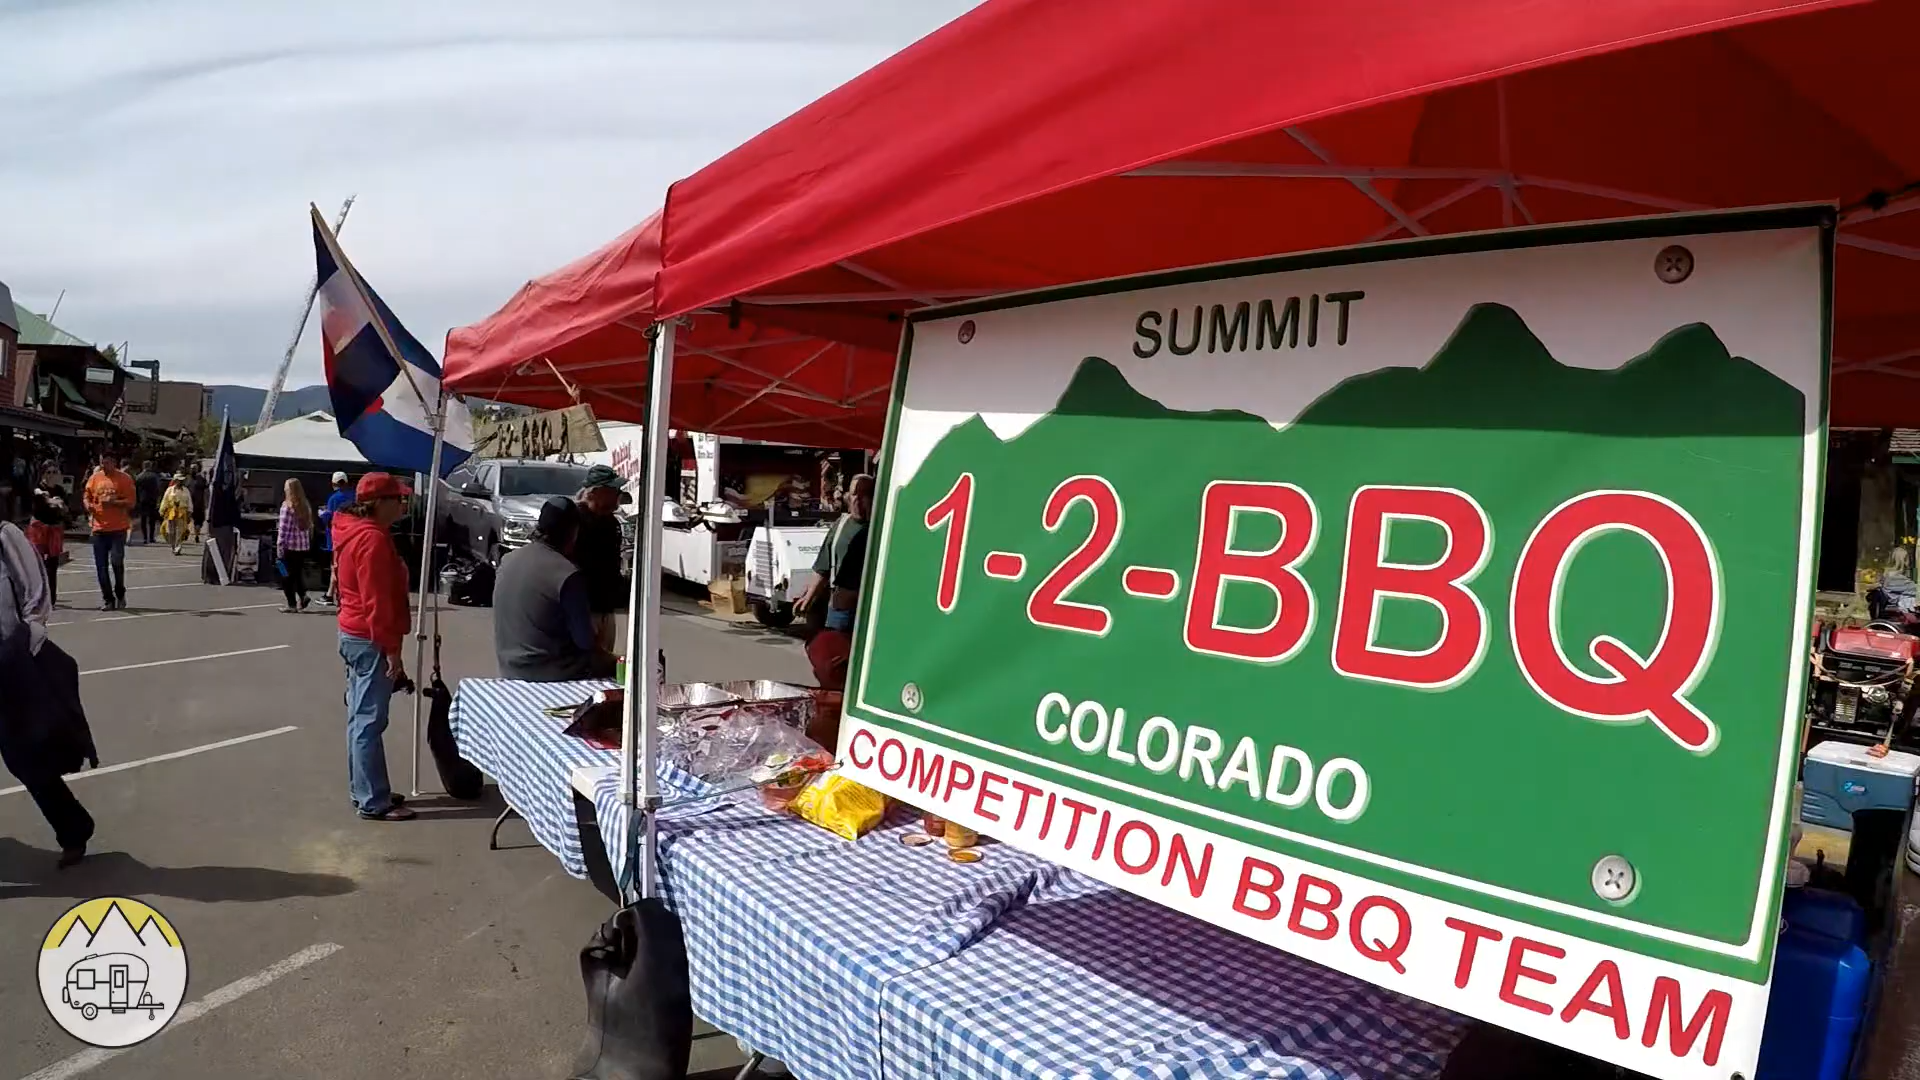 SUMMIT
1-2-BBQ
COLORADO
COMPETITION BBQ TEAM